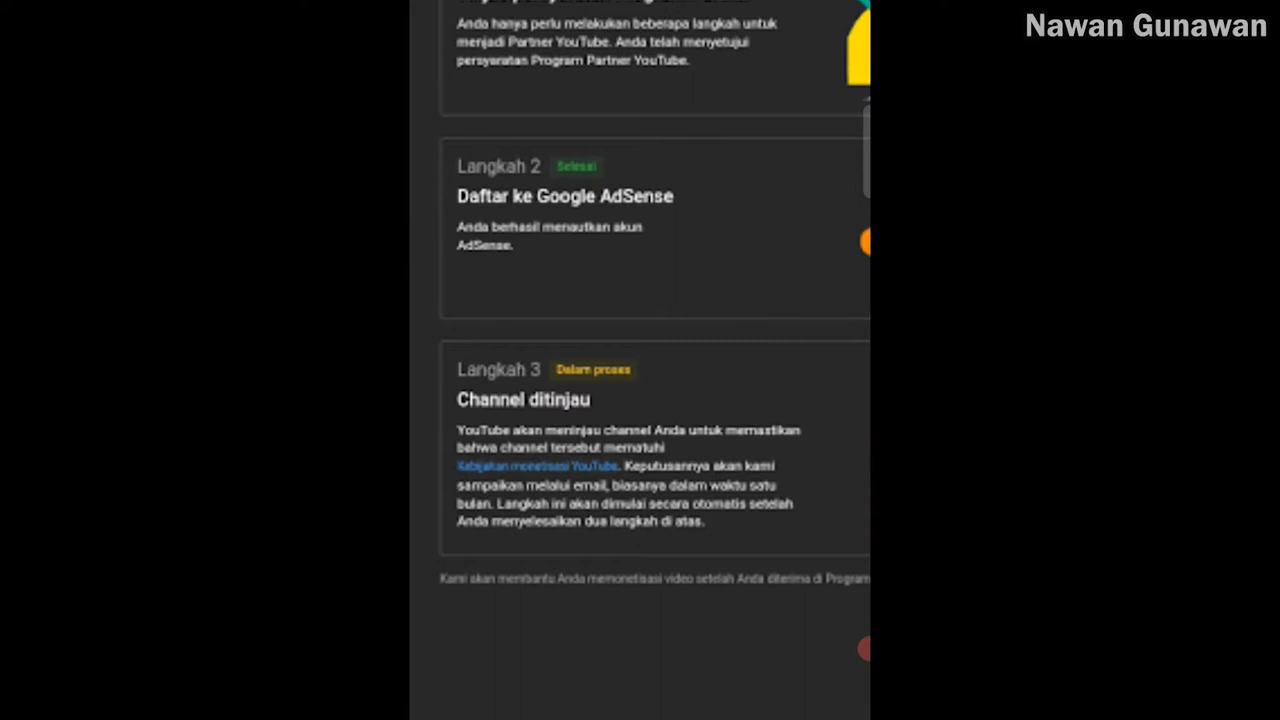 Nawan Gunawan
Anda hanya perlu melakukan beberapa langkah untuk
menjadi Partner YouTube. Anda telah menyetujui
persyaratan Program Partner YouTube.
Langkah 2 Selesai
Daftar ke Google AdSense
Anda berhasil menautkan akun
AdSense.
Langkah 3 Dalam proses
Channel ditinjau
YouTube akan meninjau channel Anda untuk memastikan
bahwa channel tersebut mematuhi
Kebijakan monetisasi YouTube. Keputusannya akan kami
sampaikan melalui email, biasanya dalam waktu satu
bulan. Langkah ini akan dimulai secara otomatis setelah
Anda menyelesaikan dua langkah di atas.
Kami akan membantu Anda memonetisasi video setelah Anda diterima di Program